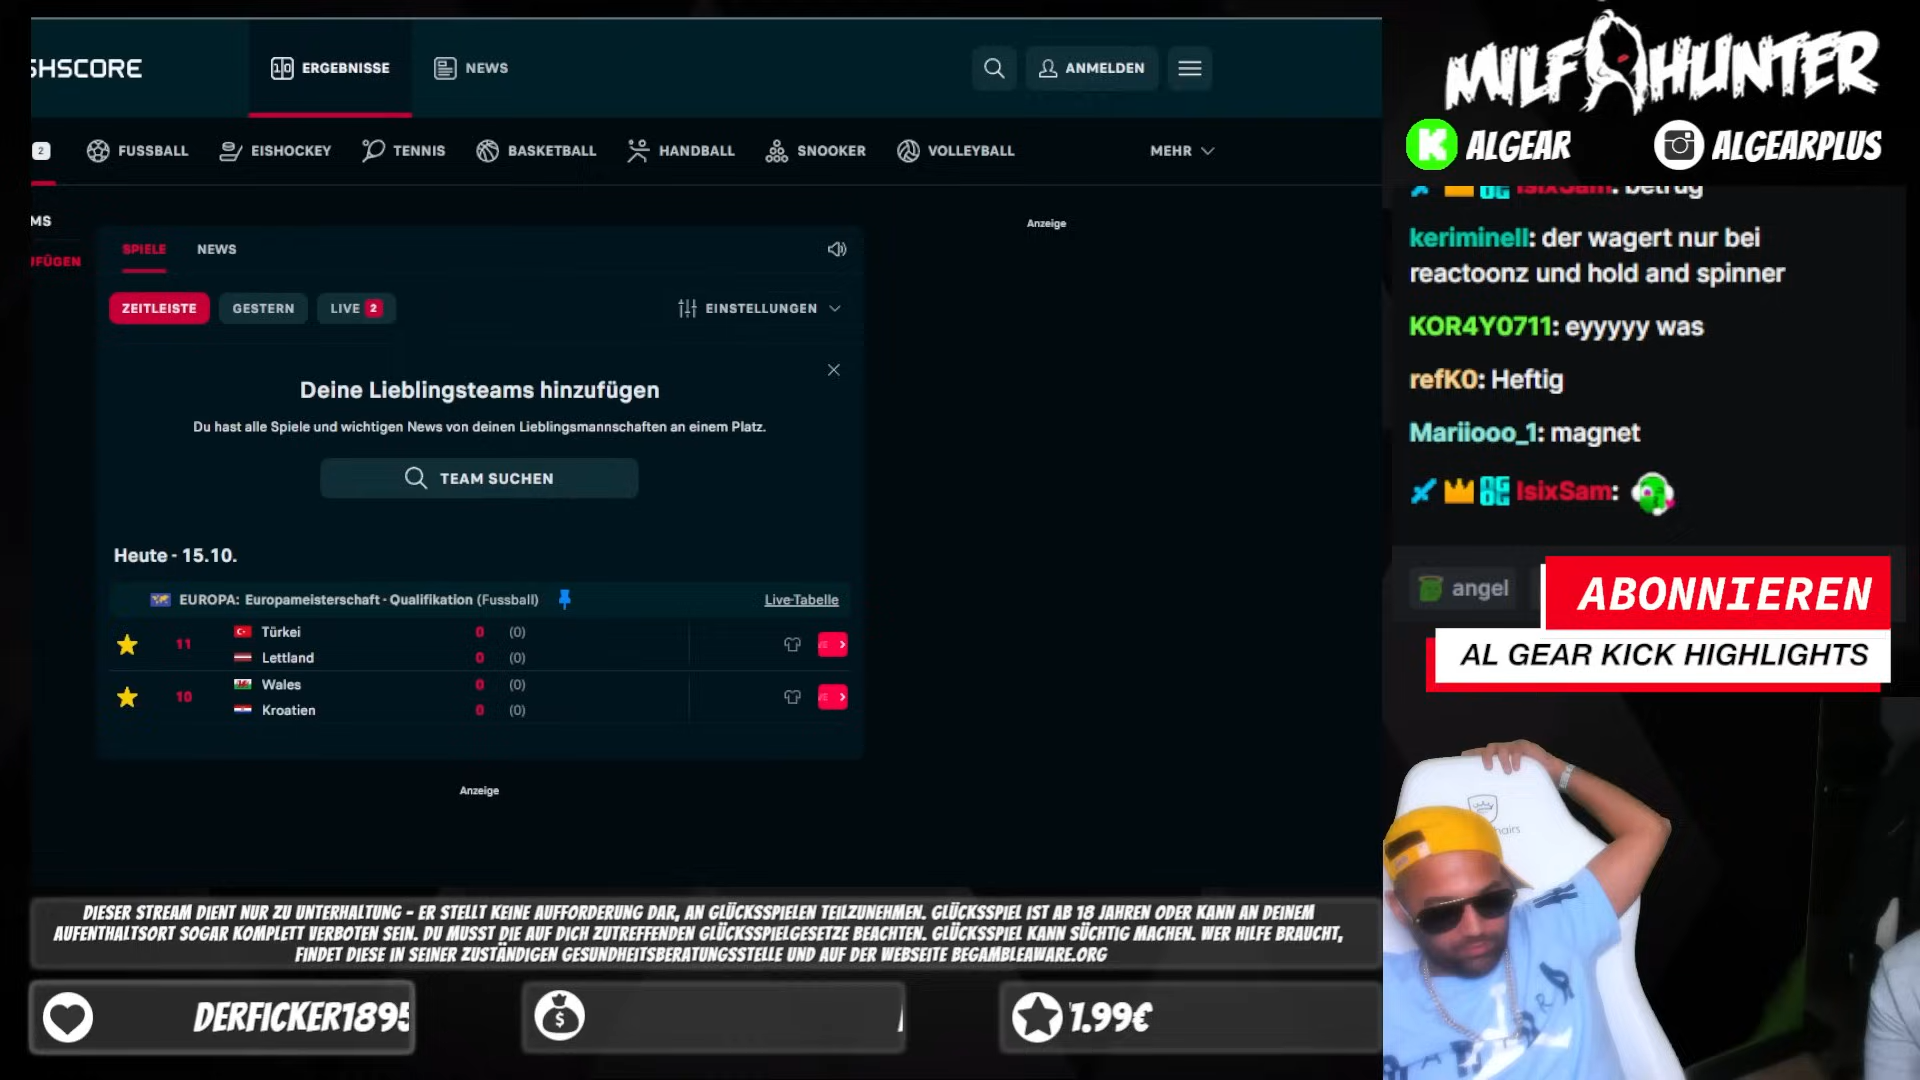 SHSCORE
ERGEBNISSE
NEWS
ANMELDEN
2
FUSSBALL
EISHOCKEY
TENNIS
BASKETBALL
HANDBALL
SNOOKER
VOLLEYBALL
MEHR
MS
UFÜGEN
SPIELE
NEWS
ZEITLEISTE
GESTERN
LIVE 2
EINSTELLUNGEN
Deine Lieblingsteams hinzufügen
Du hast alle Spiele und wichtigen News von deinen Lieblingsmannschaften an einem Platz.
TEAM SUCHEN
Heute - 15.10.
EUROPA: Europameisterschaft - Qualifikation (Fussball)
Live-Tabelle
11
Türkei 0 (0)
Lettland 0 (0)
10
Wales 0 (0)
Kroatien 0 (0)
Anzeige
Anzeige
MILF HUNTER
K ALGEAR
ALGEARPLUS
IsixSam: betrug
keriminell: der wagert nur bei
reactoonz und hold and spinner
KOR4Y0711: eyyyyy was
refK0: Heftig
Mariiooo_1: magnet
IsixSam:
angel
ABONNIEREN
AL GEAR KICK HIGHLIGHTS
DIESER STREAM DIENT NUR ZU UNTERHALTUNG - ER STELLT KEINE AUFFORDERUNG DAR, AN GLÜCKSSPIELEN TEILZUNEHMEN. GLÜCKSSPIEL IST AB 18 JAHREN ODER KANN AN DEINEM
AUFENTHALTSORT SOGAR KOMPLETT VERBOTEN SEIN. DU MUSST DIE AUF DICH ZUTREFFENDEN GLÜCKSSPIELGESETZE BEACHTEN. GLÜCKSSPIEL KANN SÜCHTIG MACHEN. WER HILFE BRAUCHT,
FINDET DIESE IN SEINER ZUSTÄNDIGEN GESUNDHEITSBERATUNGSSTELLE UND AUF DER WEBSEITE BEGAMBLEAWARE.ORG
DERFICKER1895
1.99€